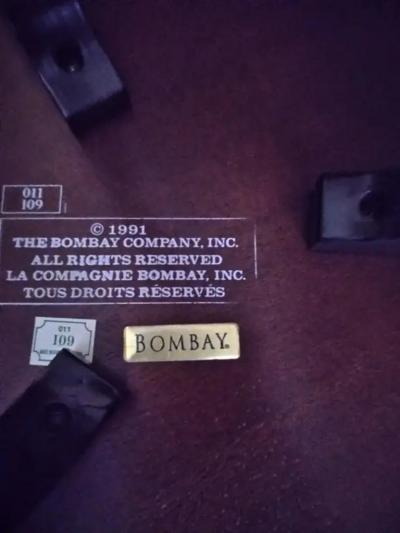 011
109
© 1991
THE BOMBAY COMPANY, INC.
ALL RIGHTS RESERVED
LA COMPAGNIE BOMBAY, INC.
TOUS DROITS RÉSERVÉS
011
109
BOMBAY®